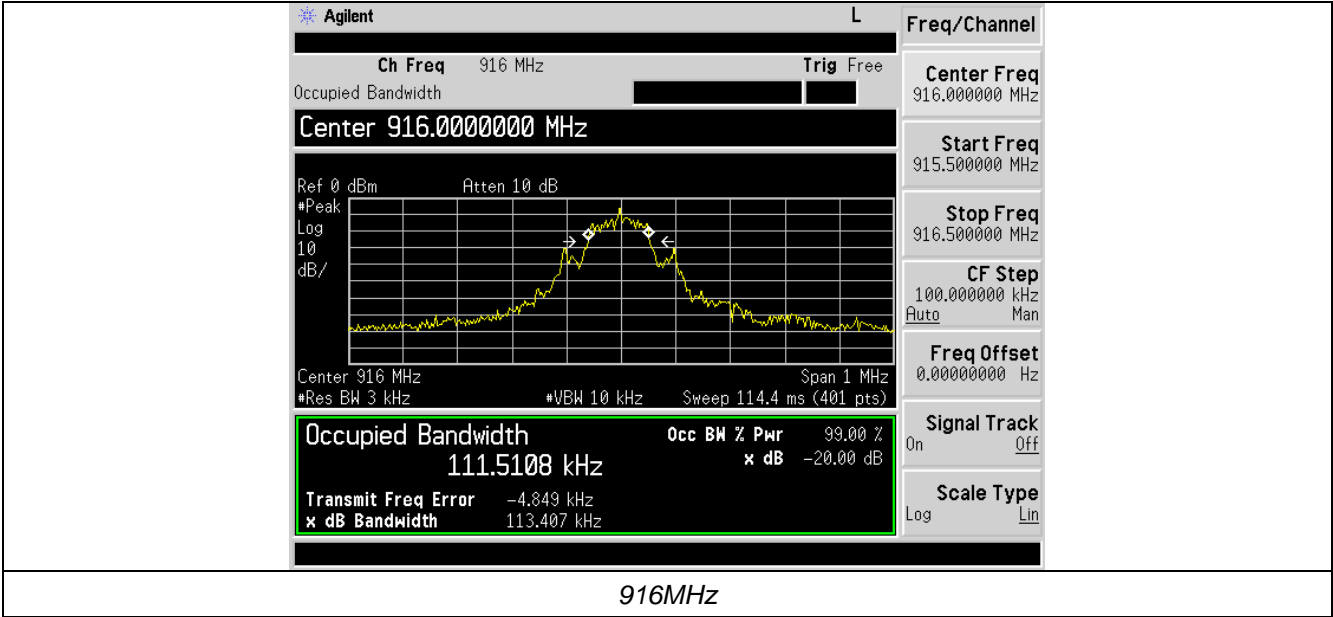 Agilent L
Ch Freq 916 MHz Trig Free
Occupied Bandwidth
Center 916.0000000 MHz
Ref 0 dBm Atten 10 dB
#Peak
Log
10
dB/
Center 916 MHz Span 1 MHz
#Res BW 3 kHz #VBW 10 kHz Sweep 114.4 ms (401 pts)
Occupied Bandwidth Occ BW % Pwr 99.00 %
111.5108 kHz x dB -20.00 dB
Transmit Freq Error -4.849 kHz
x dB Bandwidth 113.407 kHz
Freq/Channel
Center Freq
916.000000 MHz
Start Freq
915.500000 MHz
Stop Freq
916.500000 MHz
CF Step
100.000000 kHz
Auto Man
Freq Offset
0.00000000 Hz
Signal Track
On Off
Scale Type
Log Lin
916MHz